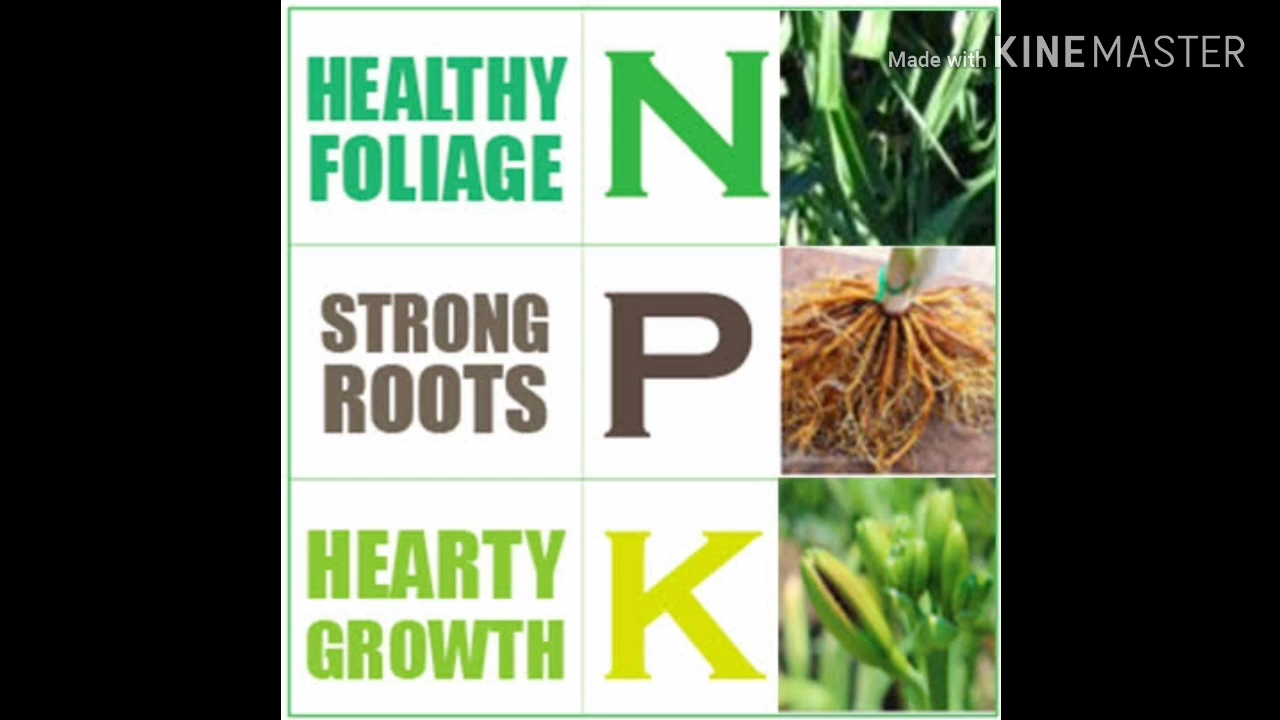 Made with KINEMASTER
HEALTHY
FOLIAGE
N
STRONG
ROOTS
P
HEARTY
GROWTH
K